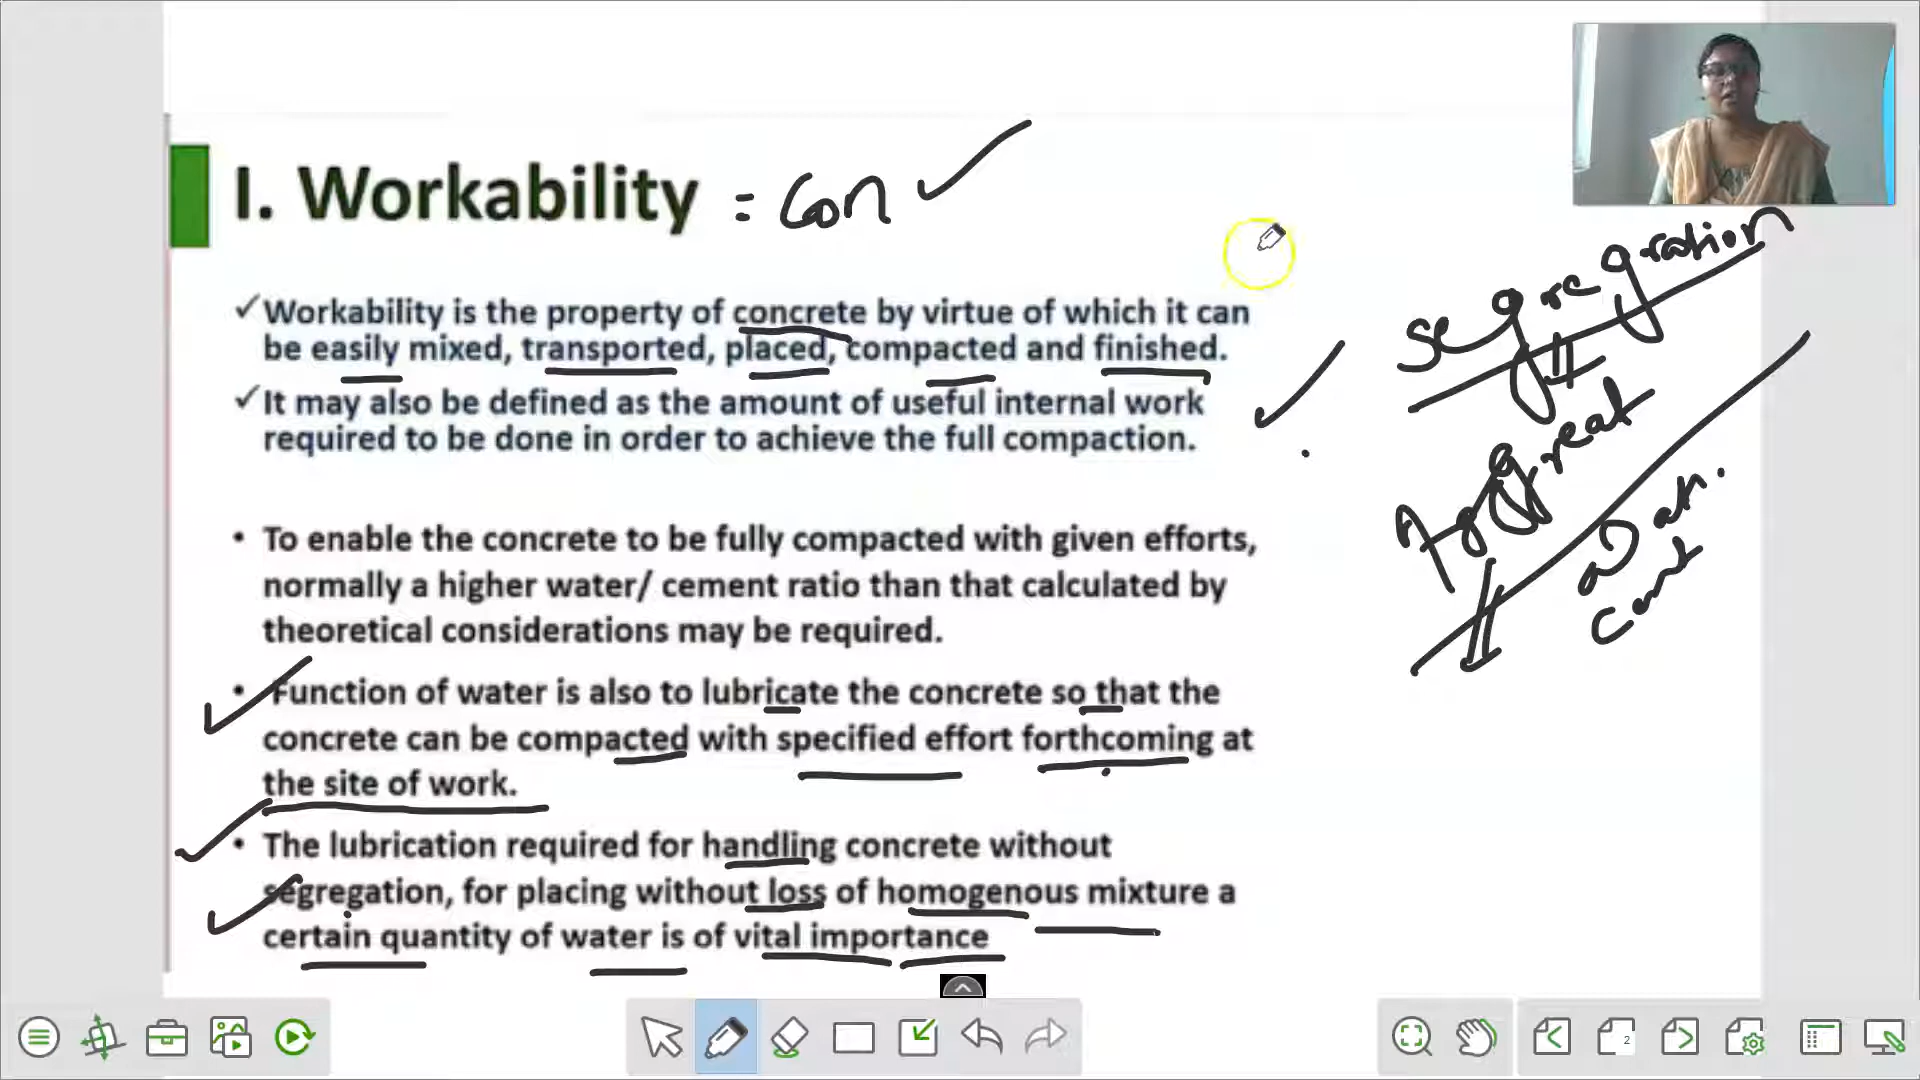 I. Workability = Con
✓ Workability is the property of concrete by virtue of which it can
be easily mixed, transported, placed, compacted and finished.
✓ It may also be defined as the amount of useful internal work
required to be done in order to achieve the full compaction.
• To enable the concrete to be fully compacted with given efforts,
normally a higher water/ cement ratio than that calculated by
theoretical considerations may be required.
• Function of water is also to lubricate the concrete so that the
concrete can be compacted with specified effort forthcoming at
the site of work.
• The lubrication required for handling concrete without
segregation, for placing without loss of homogenous mixture a
certain quantity of water is of vital importance
Segregration
Aggreat
2